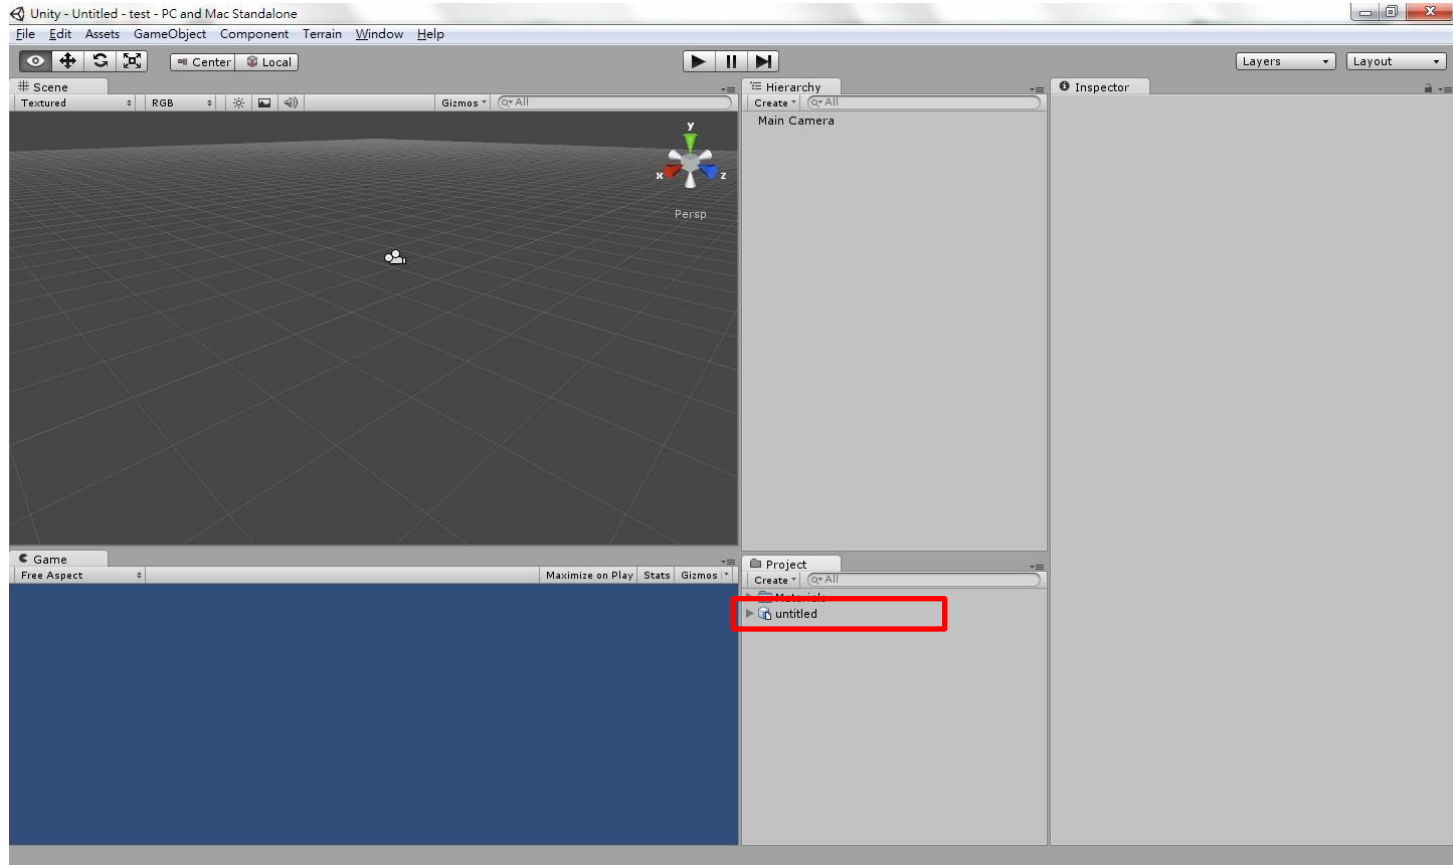 Unity - Untitled - test - PC and Mac Standalone
File Edit Assets GameObject Component Terrain Window Help
Center Local
Layers Layout
Scene
Textured RGB Gizmos All
y
x z
Persp
Hierarchy
Create All
Main Camera
Inspector
Game
Free Aspect Maximize on Play Stats Gizmos
Project
Create All
Materials
untitled